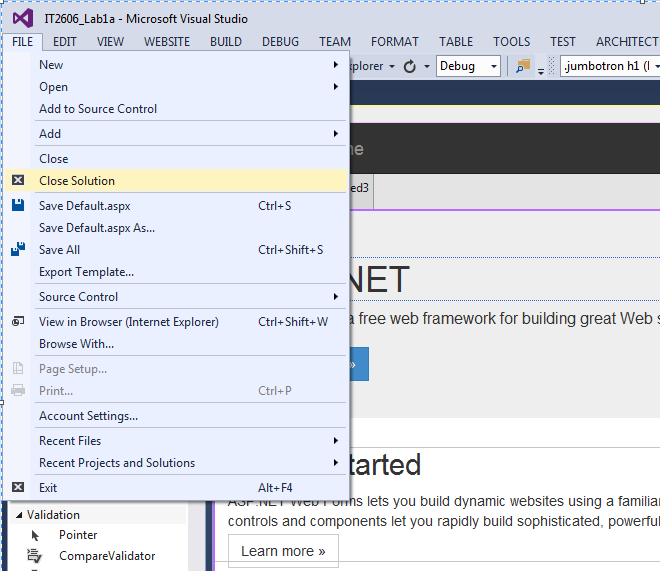 IT2606_Lab1a - Microsoft Visual Studio
FILE EDIT VIEW WEBSITE BUILD DEBUG TEAM FORMAT TABLE TOOLS TEST ARCHITECT
plorer Debug .jumbotron h1 (
New
Open
Add to Source Control
Add
Close
Close Solution
ed3
Save Default.aspx Ctrl+S
Save Default.aspx As...
Save All Ctrl+Shift+S
Export Template...
NET
Source Control
View in Browser (Internet Explorer) Ctrl+Shift+W
a free web framework for building great Web s
Browse With...
Page Setup...
»
Print... Ctrl+P
Account Settings...
Recent Files
Recent Projects and Solutions
tarted
Exit Alt+F4
ASP.NET Web Forms lets you build dynamic websites using a familia
controls and components let you rapidly build sophisticated, powerful
Learn more »
Validation
Pointer
CompareValidator